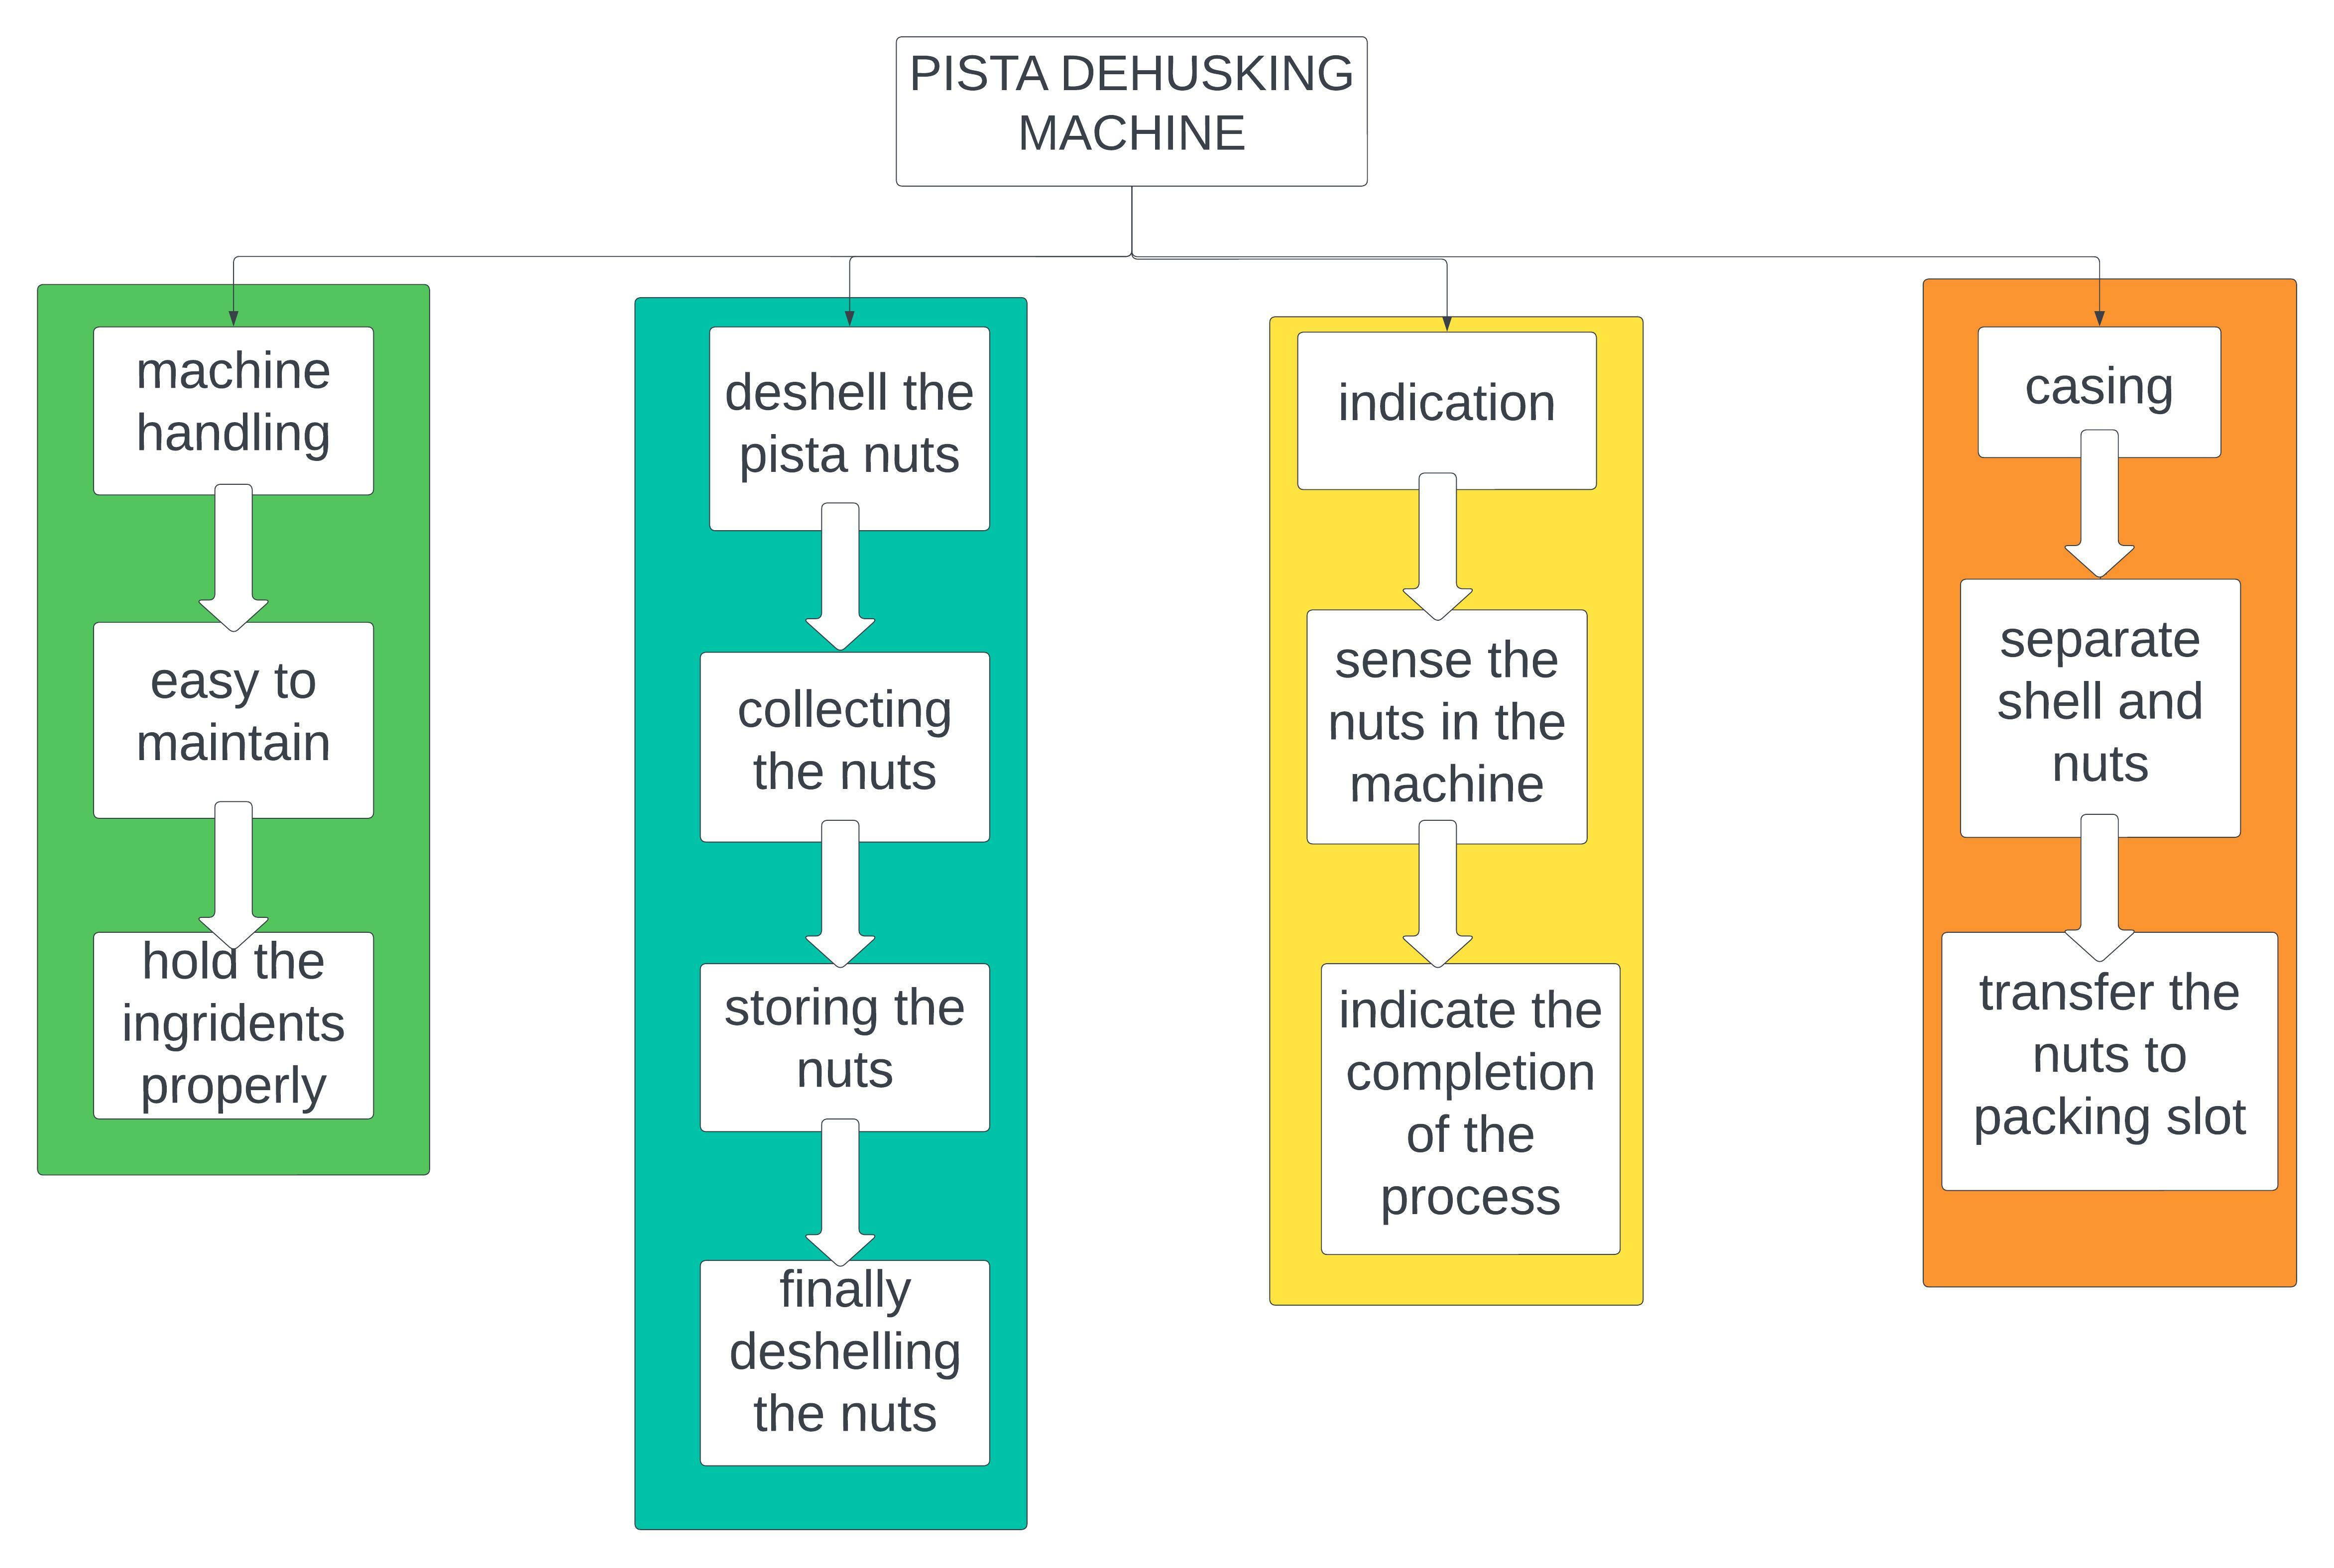 PISTA DEHUSKING
MACHINE
machine
handling
easy to
maintain
hold the
ingridents
properly
deshell the
pista nuts
collecting
the nuts
storing the
nuts
finally
deshelling
the nuts
indication
sense the
nuts in the
machine
indicate the
completion
of the
process
casing
separate
shell and
nuts
transfer the
nuts to
packing slot